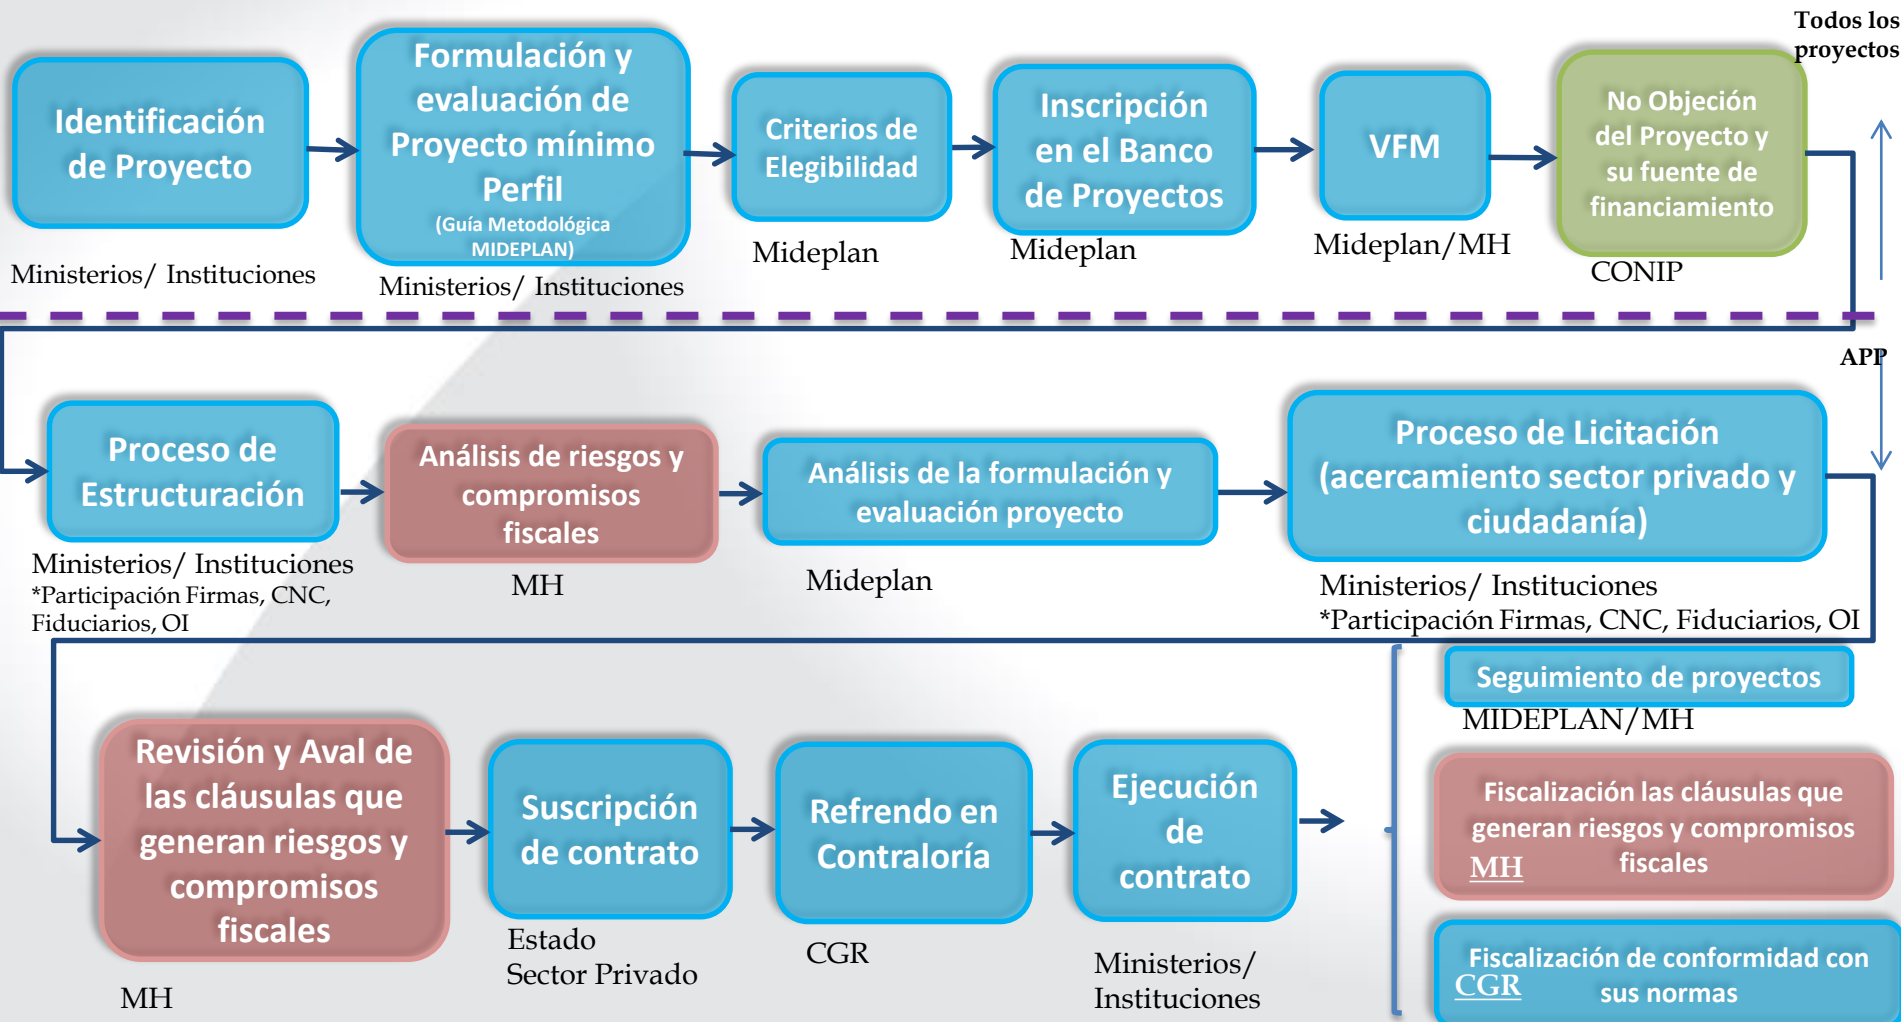 Todos los
proyectos
Identificación
de Proyecto
Ministerios/ Instituciones
Formulación y
evaluación de
Proyecto mínimo
Perfil
(Guía Metodológica
MIDEPLAN)
Ministerios/ Instituciones
Criterios de
Elegibilidad
Mideplan
Inscripción
en el Banco
de Proyectos
Mideplan
VFM
Mideplan/MH
No Objeción
del Proyecto y
su fuente de
financiamiento
CONIP
APP
Proceso de
Estructuración
Ministerios/ Instituciones
*Participación Firmas, CNC,
Fiduciarios, OI
Análisis de riesgos y
compromisos
fiscales
MH
Análisis de la formulación y
evaluación proyecto
Mideplan
Proceso de Licitación
(acercamiento sector privado y
ciudadanía)
Ministerios/ Instituciones
*Participación Firmas, CNC, Fiduciarios, OI
Revisión y Aval de
las cláusulas que
generan riesgos y
compromisos
fiscales
MH
Suscripción
de contrato
Estado
Sector Privado
Refrendo en
Contraloría
CGR
Ejecución
de
contrato
Ministerios/
Instituciones
Seguimiento de proyectos
MIDEPLAN/MH
Fiscalización las cláusulas que
generan riesgos y compromisos
fiscales
MH
Fiscalización de conformidad con
sus normas
CGR